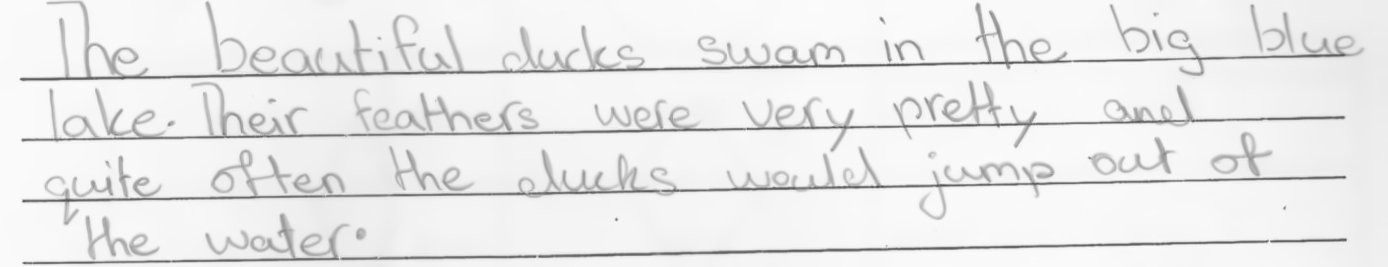 The beautiful ducks swam in the big blue
lake. Their feathers were very pretty and
quite often the ducks would jump out of
the water.